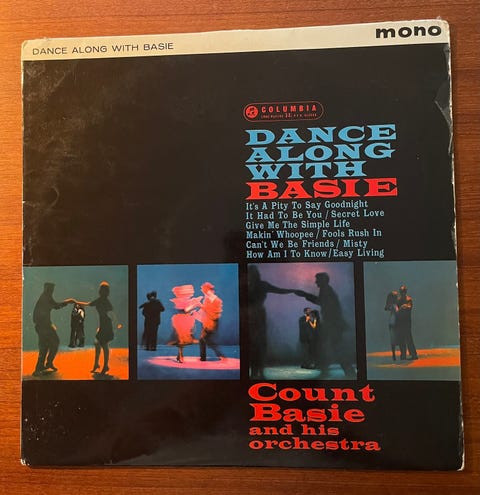 DANCE ALONG WITH BASIE
mono
COLUMBIA
DANCE
ALONG
WITH
BASIE
It's A Pity To Say Goodnight
It Had To Be You / Secret Love
Give Me The Simple Life
Makin' Whoopee / Fools Rush In
Can't We Be Friends / Misty
How Am I To Know / Easy Living
Count
Basie
and his
orchestra